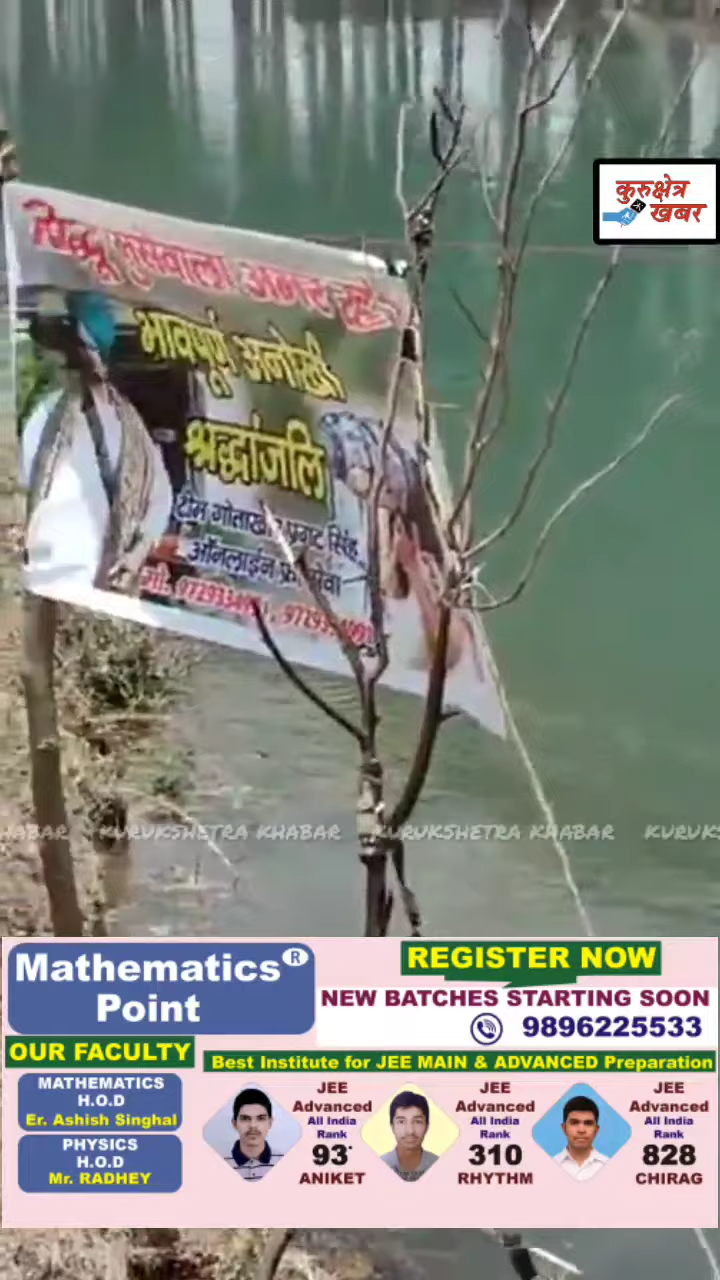 कुरुक्षेत्र
खबर
सिद्धू मुसेवाला अमर रहे
भावपूर्ण अनोखी
श्रद्धांजलि
टीम गोताखोर प्रगट सिंह
ऑनलाईन फ्री सेवा
मो.
KURUKSHETRA KHABAR KURUKSHETRA KHABAR
Mathematics®
Point
REGISTER NOW
NEW BATCHES STARTING SOON
9896225533
OUR FACULTY
Best Institute for JEE MAIN & ADVANCED Preparation
MATHEMATICS
H.O.D
Er. Ashish Singhal
PHYSICS
H.O.D
Mr. RADHEY
JEE
Advanced
All India
Rank
93*
ANIKET
JEE
Advanced
All India
Rank
310
RHYTHM
JEE
Advanced
All India
Rank
828
CHIRAG